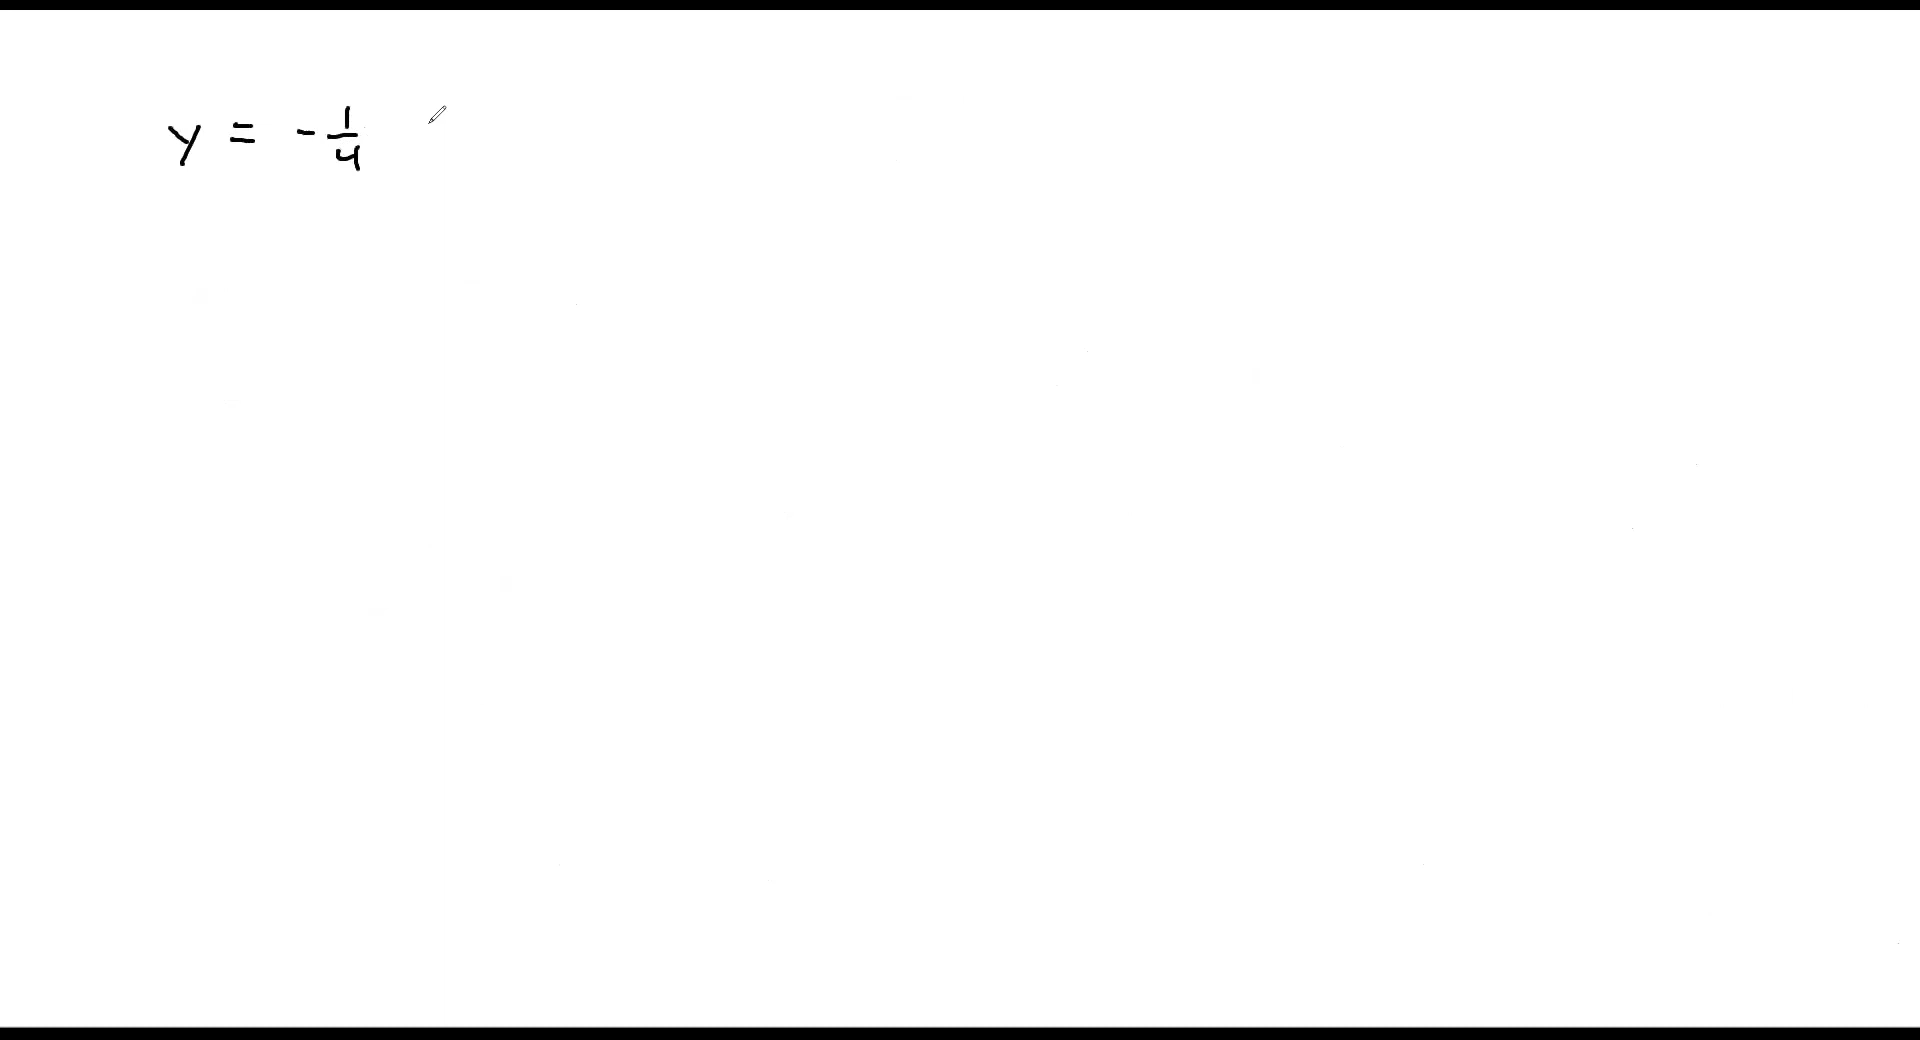 y = -1/4